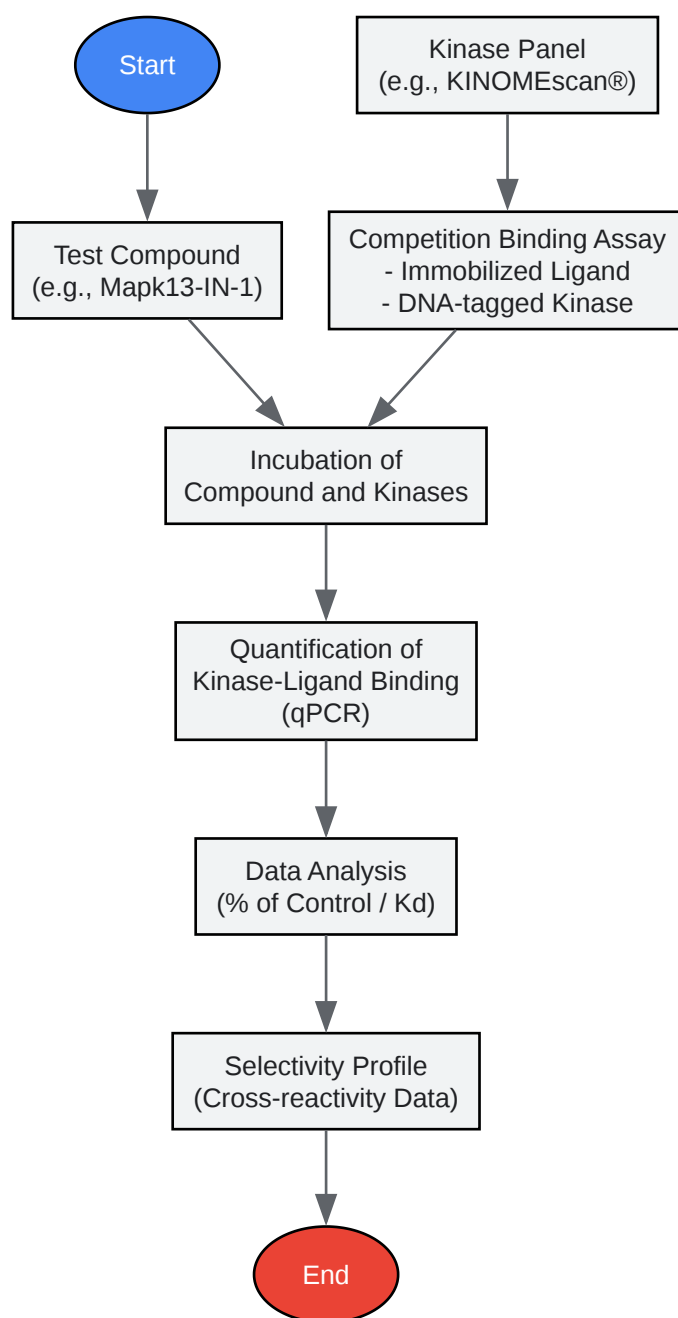 Start
Kinase Panel
(e.g., KINOMEscan®)
Test Compound
(e.g., Mapk13-IN-1)
Competition Binding Assay
- Immobilized Ligand
- DNA-tagged Kinase
Incubation of
Compound and Kinases
Quantification of
Kinase-Ligand Binding
(qPCR)
Data Analysis
(% of Control / Kd)
Selectivity Profile
(Cross-reactivity Data)
End